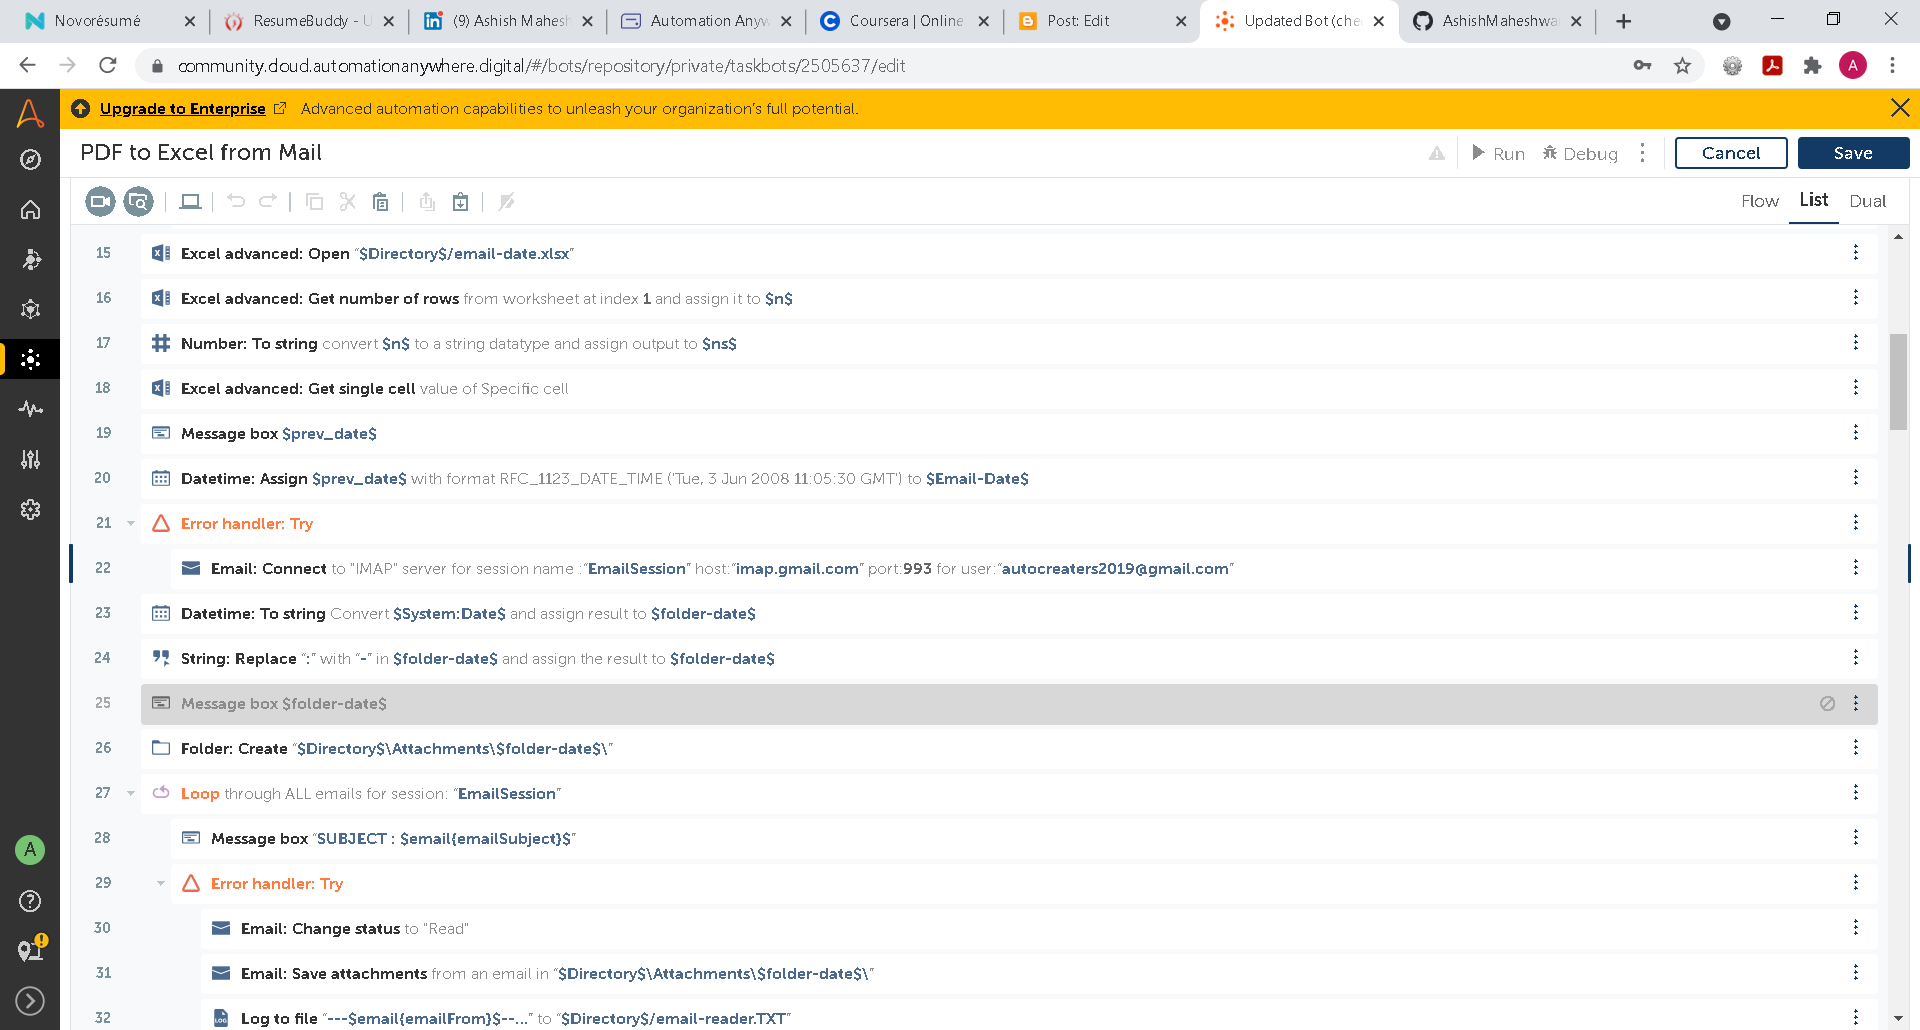 Novorésumé
ResumeBuddy - U
(9) Ashish Mahesh
Automation Anyw
Coursera | Online
Post: Edit
Updated Bot (che
AshishMaheshwa
community.cloud.automationanywhere.digital/#/bots/repository/private/taskbots/2505637/edit
A
Upgrade to Enterprise Advanced automation capabilities to unleash your organization's full potential.
PDF to Excel from Mail
Run
Debug
Cancel
Save
Flow
List
Dual
15 Excel advanced: Open “$Directory$/email-date.xlsx”
16 Excel advanced: Get number of rows from worksheet at index 1 and assign it to $n$
17 Number: To string convert $n$ to a string datatype and assign output to $ns$
18 Excel advanced: Get single cell value of Specific cell
19 Message box $prev_date$
20 Datetime: Assign $prev_date$ with format RFC_1123_DATE_TIME ('Tue, 3 Jun 2008 11:05:30 GMT') to $Email-Date$
21 Error handler: Try
22 Email: Connect to "IMAP" server for session name :“EmailSession” host:“imap.gmail.com” port:993 for user:“autocreaters2019@gmail.com”
23 Datetime: To string Convert $System:Date$ and assign result to $folder-date$
24 String: Replace “:” with “-” in $folder-date$ and assign the result to $folder-date$
25 Message box $folder-date$
26 Folder: Create “$Directory$\Attachments\$folder-date$\”
27 Loop through ALL emails for session: “EmailSession”
28 Message box “SUBJECT : $email{emailSubject}$”
29 Error handler: Try
30 Email: Change status to "Read"
31 Email: Save attachments from an email in “$Directory$\Attachments\$folder-date$\”
32 Log to file “---$email{emailFrom}$--...” to “$Directory$/email-reader.TXT”
A